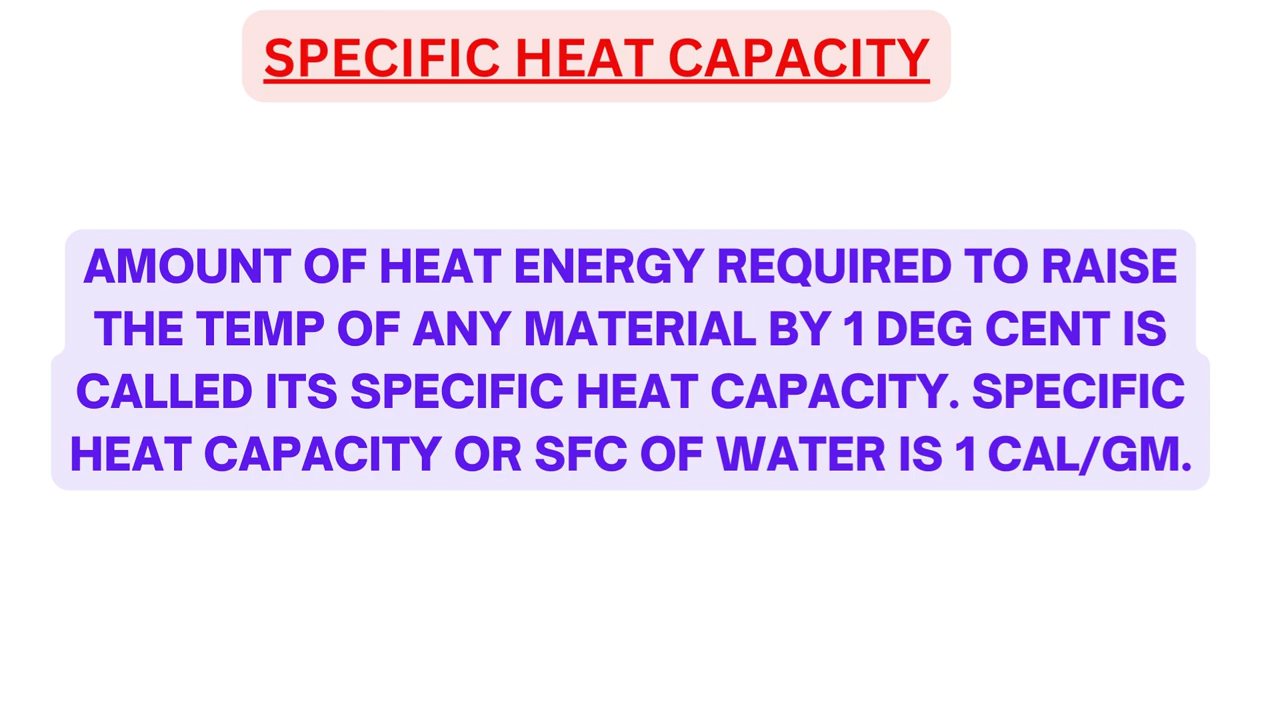 SPECIFIC HEAT CAPACITY
AMOUNT OF HEAT ENERGY REQUIRED TO RAISE
THE TEMP OF ANY MATERIAL BY 1 DEG CENT IS
CALLED ITS SPECIFIC HEAT CAPACITY. SPECIFIC
HEAT CAPACITY OR SFC OF WATER IS 1 CAL/GM.